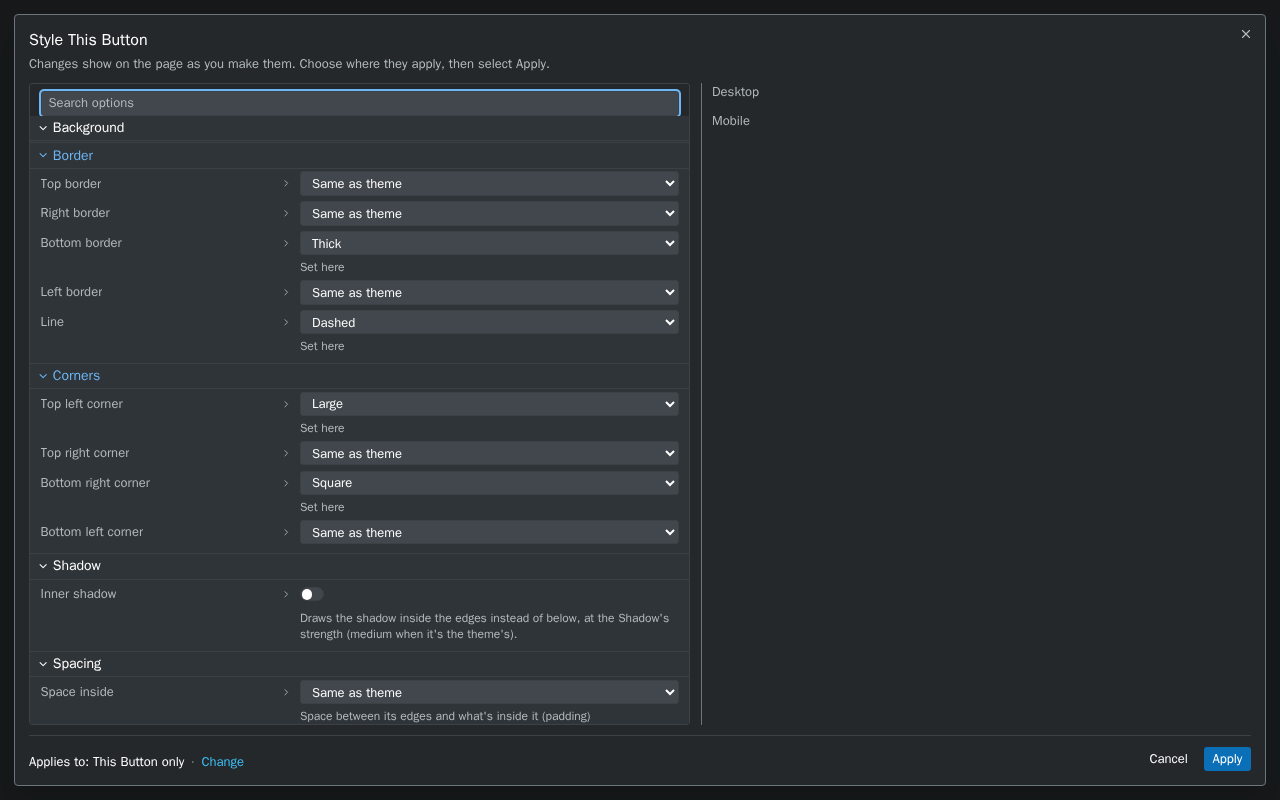 Style This Button
Changes show on the page as you make them. Choose where they apply, then select Apply.
Search options
Background
Border
Top border
Same as theme
Right border
Same as theme
Bottom border
Thick
Set here
Left border
Same as theme
Line
Dashed
Set here
Corners
Top left corner
Large
Set here
Top right corner
Same as theme
Bottom right corner
Square
Set here
Bottom left corner
Same as theme
Shadow
Inner shadow
Draws the shadow inside the edges instead of below, at the Shadow's
strength (medium when it's the theme's).
Spacing
Space inside
Same as theme
Space between its edges and what's inside it (padding)
Desktop
Mobile
Applies to: This Button only · Change
Cancel
Apply